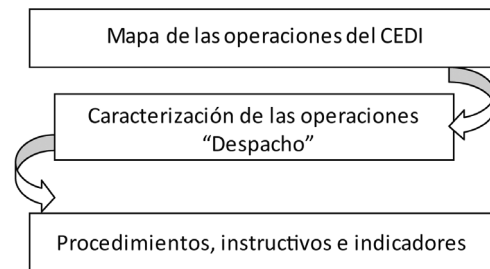 Mapa de las operaciones del CEDI
Caracterización de las operaciones
“Despacho”
Procedimientos, instructivos e indicadores